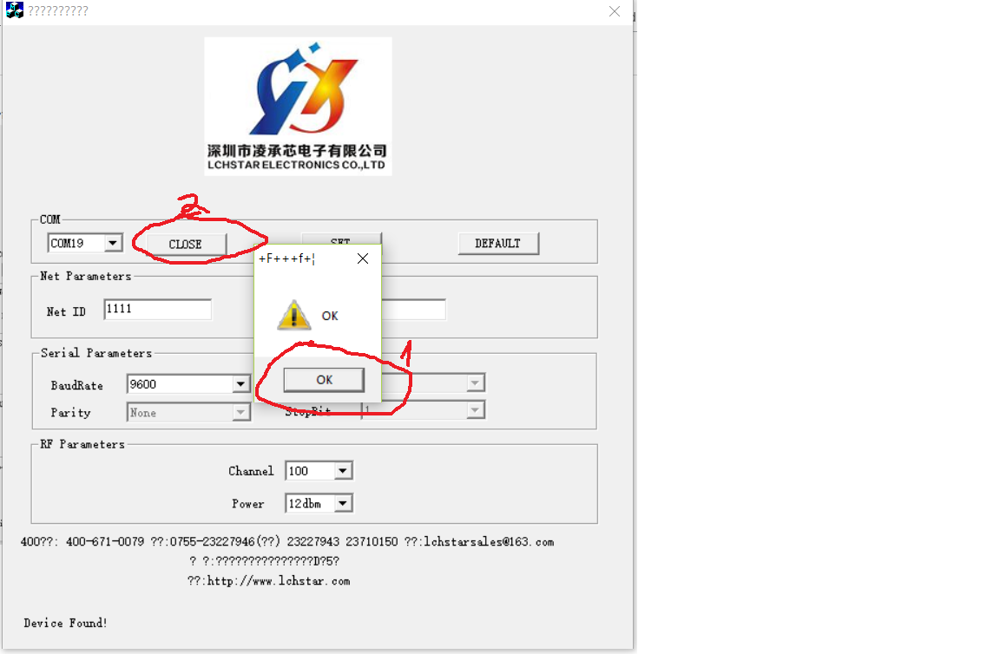 ??????????
深圳市凌承芯电子有限公司
LCHSTAR ELECTRONICS CO.,LTD
2
COM
COM19
CLOSE
SET
DEFAULT
+F+++f+¦
OK
OK
1
Net Parameters
Net ID
1111
Serial Parameters
BaudRate
9600
Parity
None
StopBit
1
RF Parameters
Channel
100
Power
12dbm
400??: 400-671-0079 ??:0755-23227946(??) 23227943 23710150 ??:lchstarsales@163.com
? ?:???????????????D?5?
??:http://www.lchstar.com
Device Found!